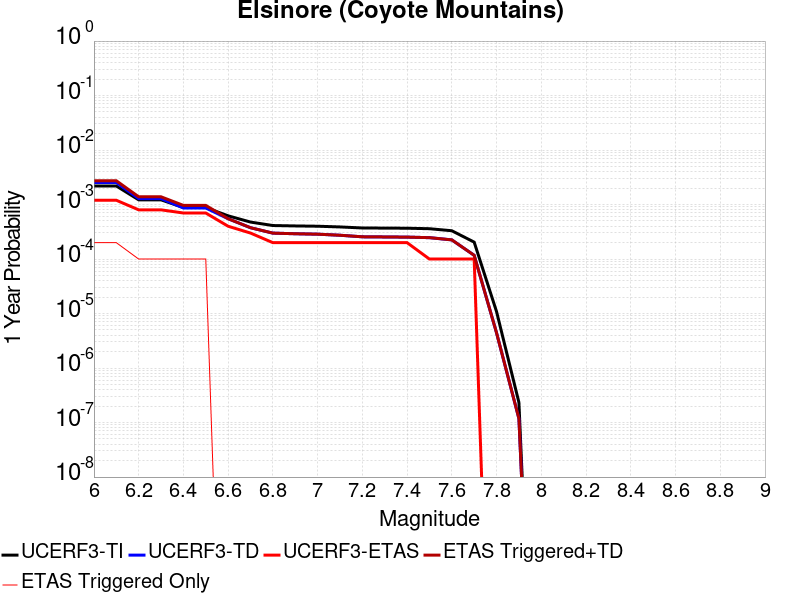 Elsinore (Coyote Mountains)
10 0
10 -1
10 -2
10 -3
10 -4
10 -5
10 -6
10 -7
10 -8
1 Year Probability
6 6.2 6.4 6.6 6.8 7 7.2 7.4 7.6 7.8 8 8.2 8.4 8.6 8.8 9
Magnitude
UCERF3-TI UCERF3-TD UCERF3-ETAS ETAS Triggered+TD
ETAS Triggered Only